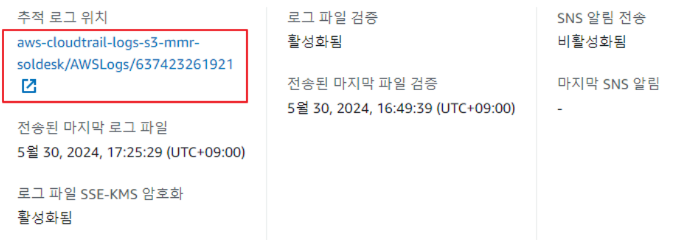 추적 로그 위치
aws-cloudtrail-logs-s3-mmr-
soldesk/AWSLogs/637423261921
전송된 마지막 로그 파일
5월 30, 2024, 17:25:29 (UTC+09:00)
로그 파일 SSE-KMS 암호화
활성화됨
로그 파일 검증
활성화됨
전송된 마지막 파일 검증
5월 30, 2024, 16:49:39 (UTC+09:00)
SNS 알림 전송
비활성화됨
마지막 SNS 알림
-